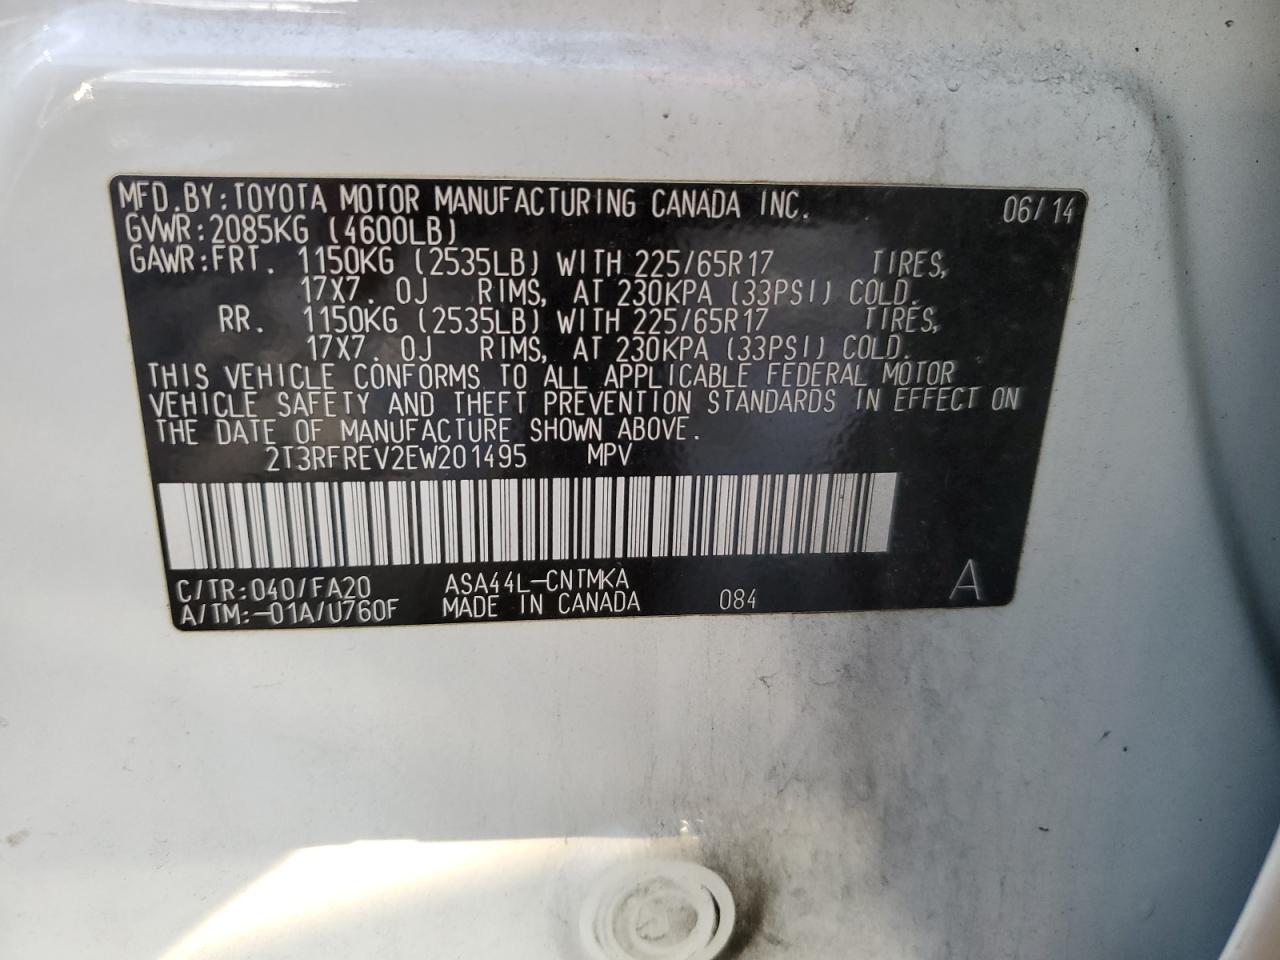 MFD.BY:TOYOTA MOTOR MANUFACTURING CANADA INC. 06/14
GVWR:2085KG (4600LB)
GAWR:FRT. 1150KG (2535LB) WITH 225/65R17 TIRES,
17X7.0J RIMS, AT 230KPA (33PSI) COLD.
RR. 1150KG (2535LB) WITH 225/65R17 TIRES,
17X7.0J RIMS, AT 230KPA (33PSI) COLD.
THIS VEHICLE CONFORMS TO ALL APPLICABLE FEDERAL MOTOR
VEHICLE SAFETY AND THEFT PREVENTION STANDARDS IN EFFECT ON
THE DATE OF MANUFACTURE SHOWN ABOVE.
2T3RFREV2EW201495 MPV
C/TR:040/FA20 ASA44L-CNTMKA
A/TM:-01A/U760F MADE IN CANADA 084 A